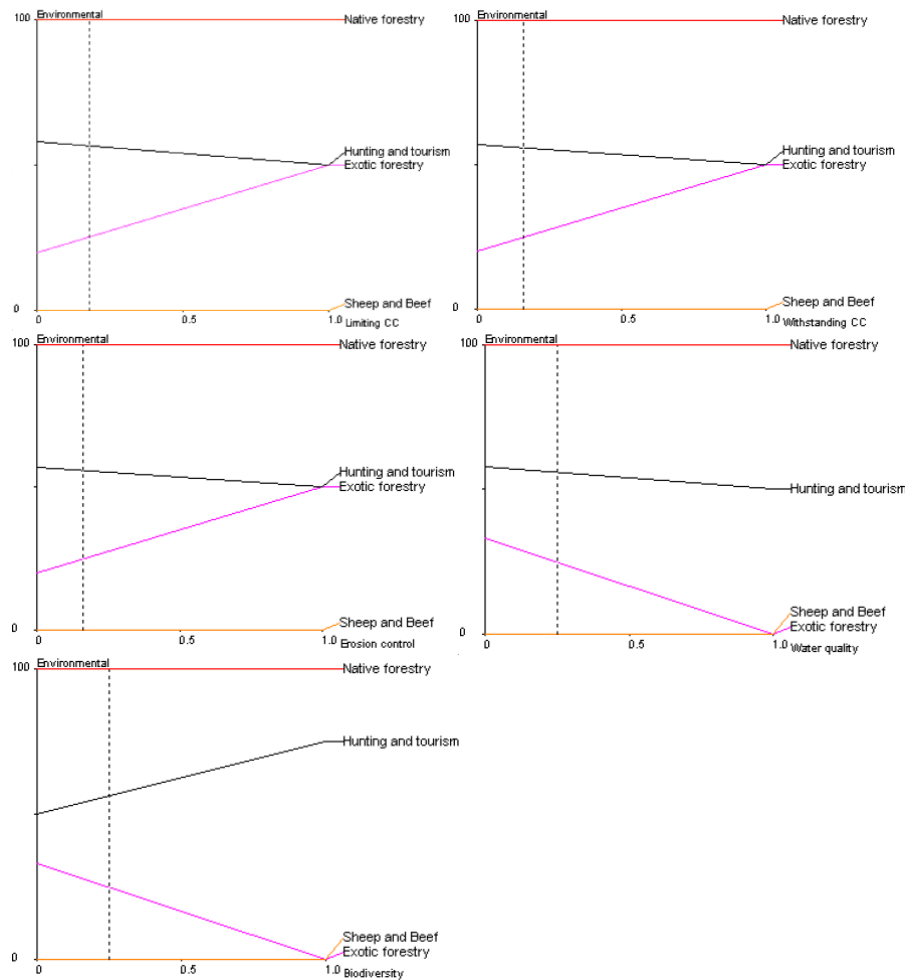 Environmental
100
Native forestry
Hunting and tourism
Exotic forestry
Sheep and Beef
0
0
0.5
1.0
Limiting CC
Environmental
100
Native forestry
Hunting and tourism
Exotic forestry
Sheep and Beef
0
0
0.5
1.0
Withstanding CC
Environmental
100
Native forestry
Hunting and tourism
Exotic forestry
Sheep and Beef
0
0
0.5
1.0
Erosion control
Environmental
100
Native forestry
Hunting and tourism
Sheep and Beef
Exotic forestry
0
0
0.5
1.0
Water quality
Environmental
100
Native forestry
Hunting and tourism
Sheep and Beef
Exotic forestry
0
0
0.5
1.0
Biodiversity